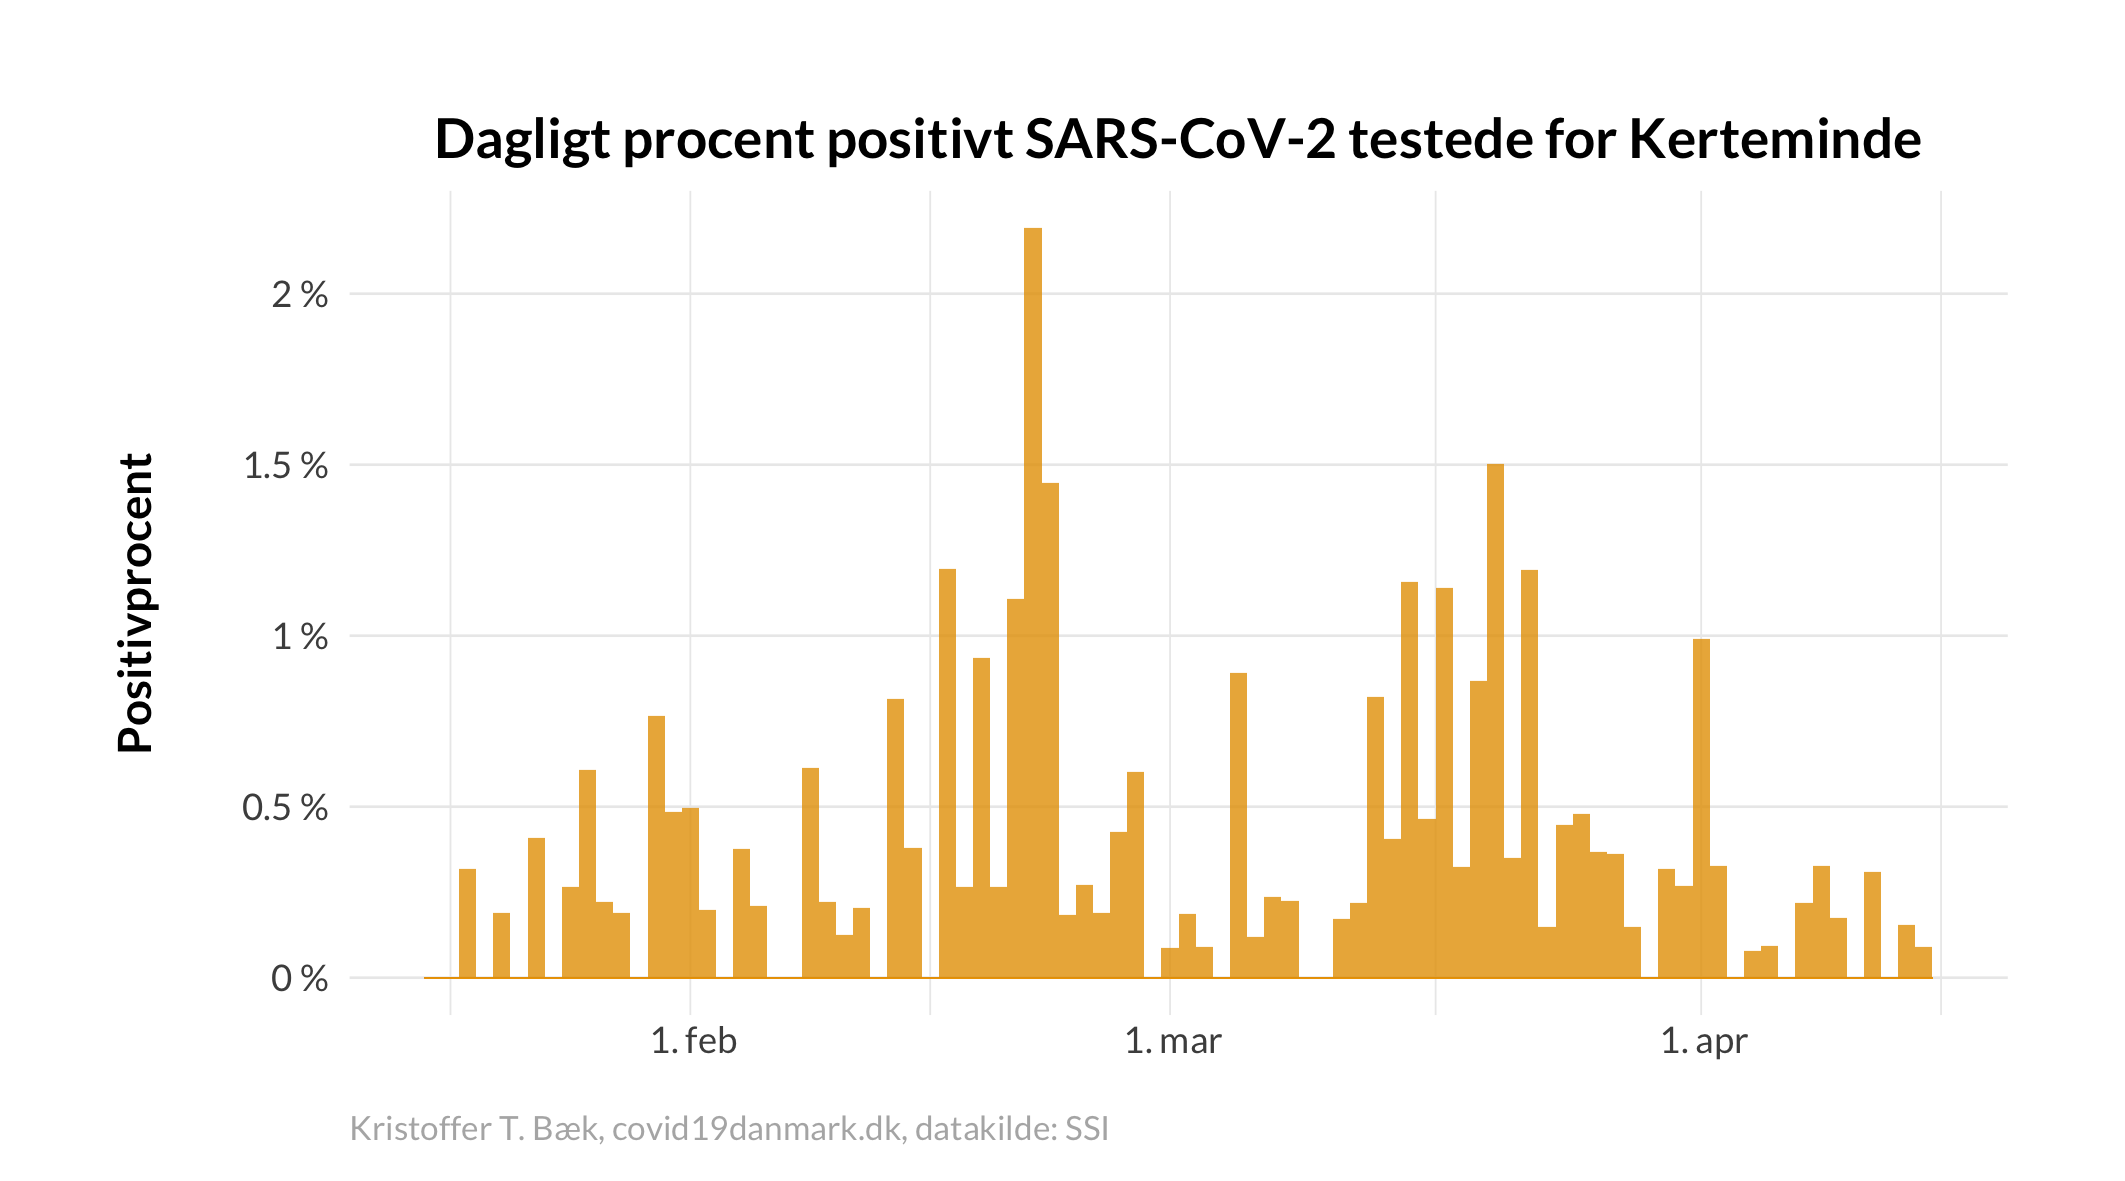 Dagligt procent positivt SARS-CoV-2 testede for Kerteminde
Positivprocent
2 %
1.5 %
1 %
0.5 %
0 %
1. feb
1. mar
1. apr
Kristoffer T. Bæk, covid19danmark.dk, datakilde: SSI